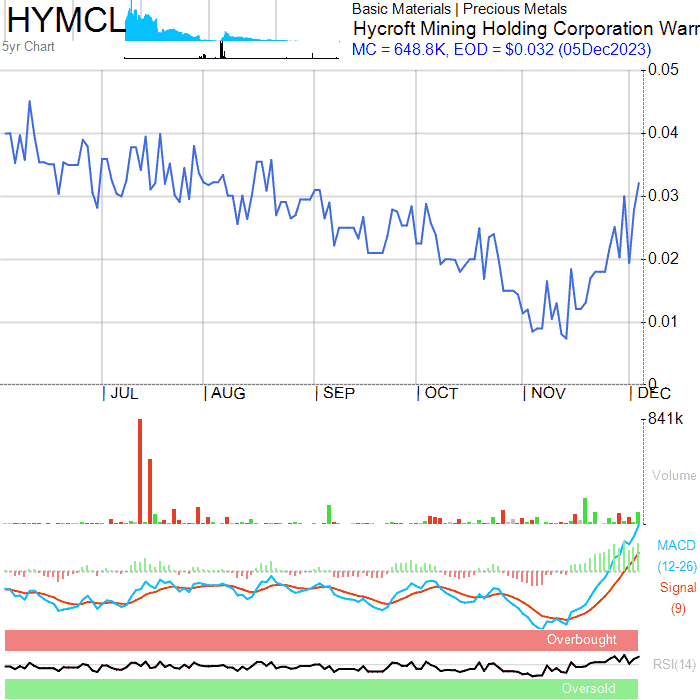 HYMCL
5yr Chart
Basic Materials | Precious Metals
Hycroft Mining Holding Corporation Warr
MC = 648.8K, EOD = $0.032 (05Dec2023)
0.05
0.04
0.03
0.02
0.01
0
| JUL | AUG | SEP | OCT | NOV | DEC
841k
Volume
MACD
(12-26)
Signal
(9)
Overbought
RSI(14)
Oversold